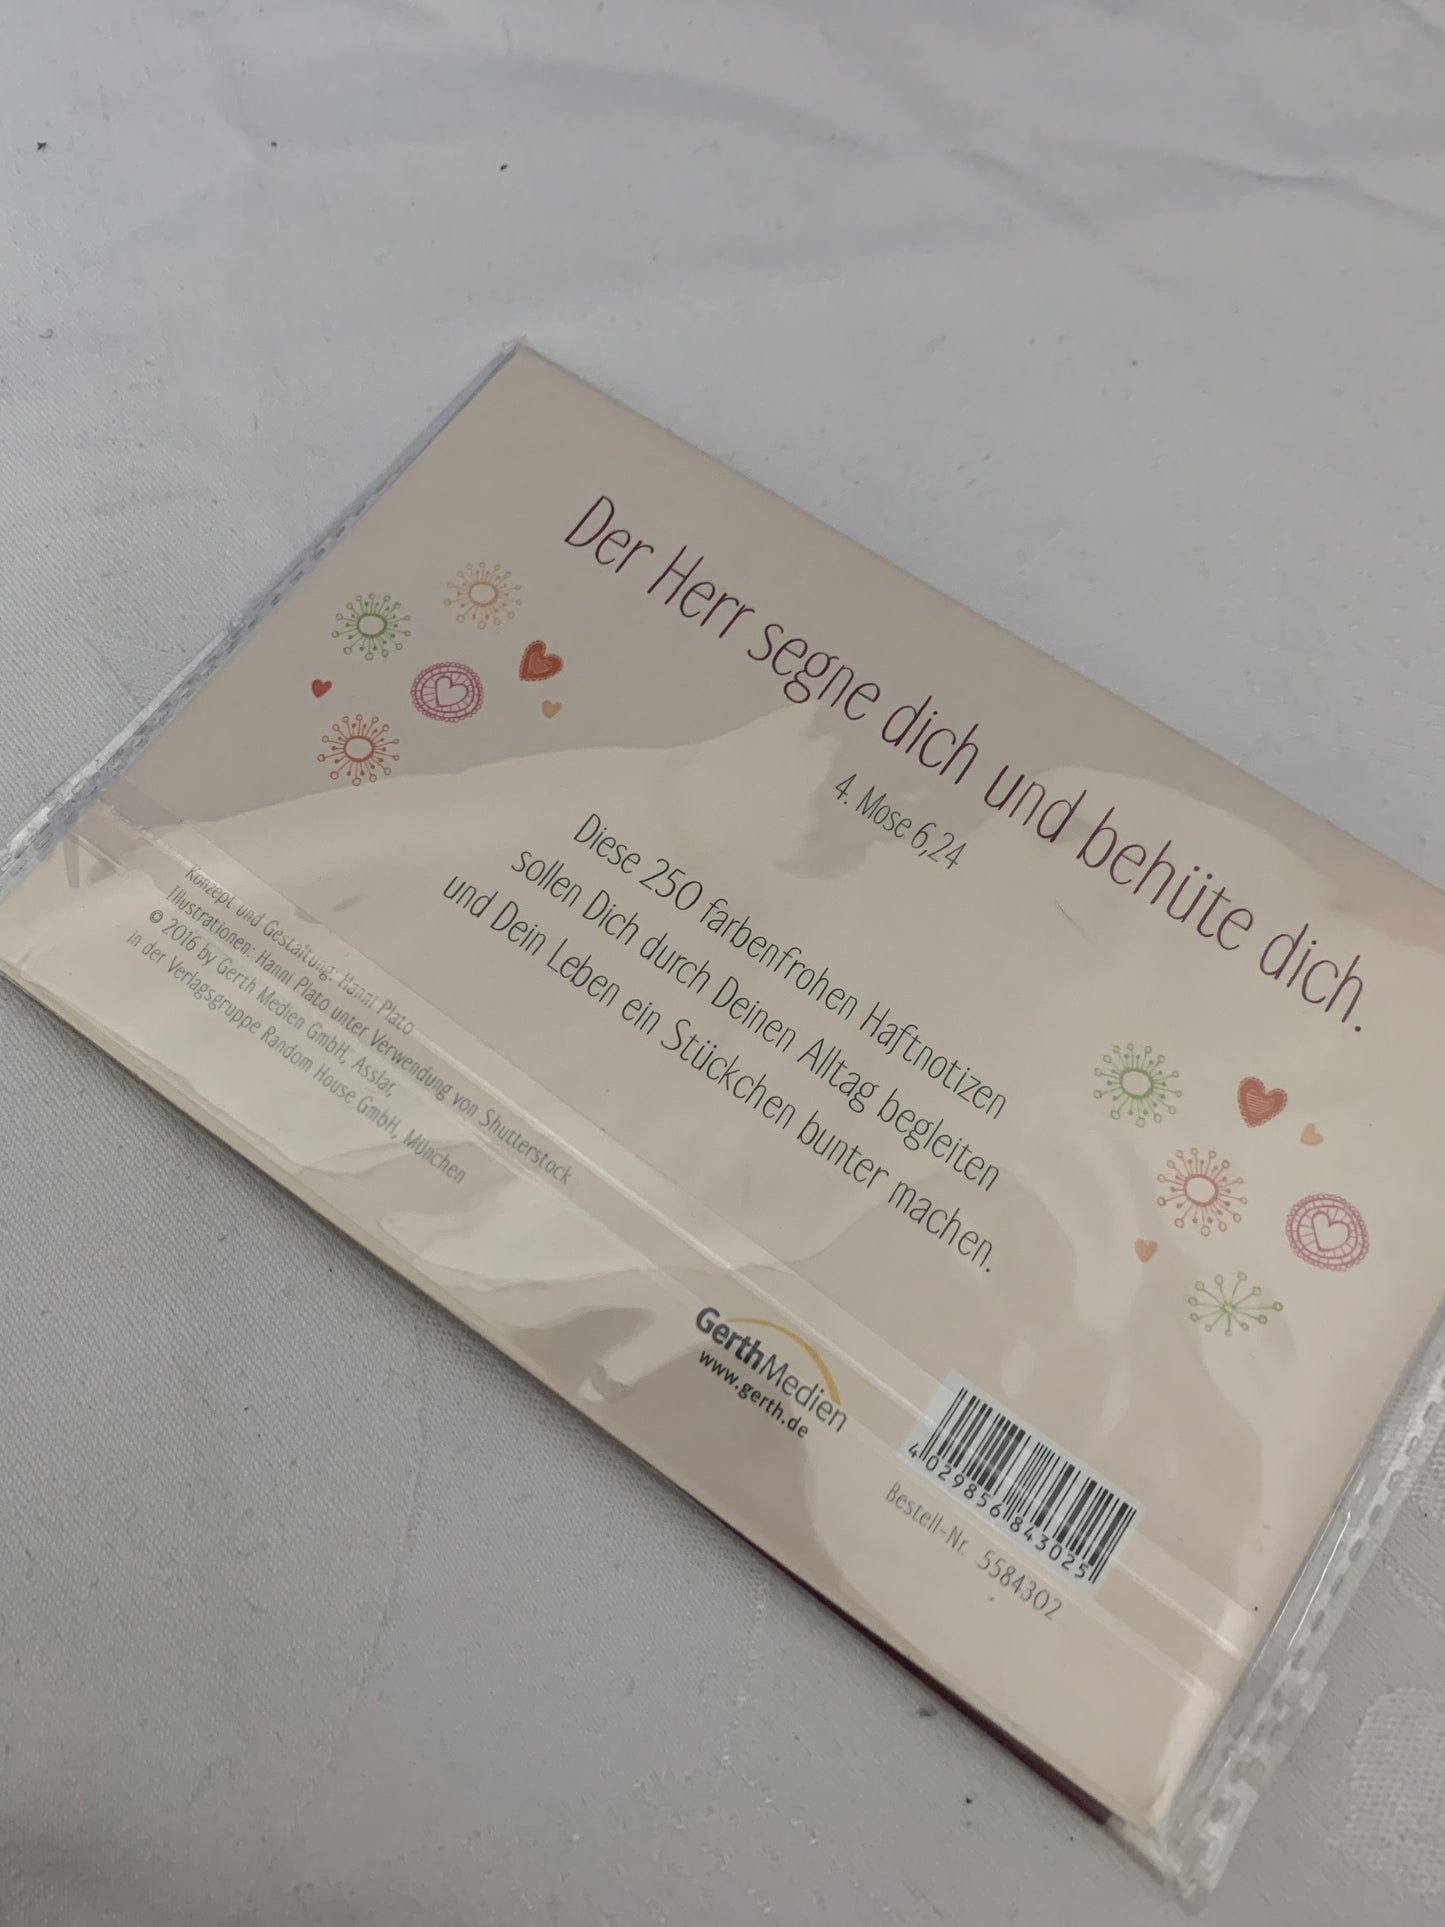 Der Herr segne dich und behüte dich.
4. Mose 6,24
Diese 250 farbenfrohen Haftnotizen
sollen Dich durch Deinen Alltag begleiten
und Dein Leben ein Stückchen bunter machen.
Konzept und Gestaltung: Hanni Plato
Illustrationen: Hanni Plato unter Verwendung von Shutterstock
© 2016 by Gerth Medien GmbH, Asslar,
in der Verlagsgruppe Random House GmbH, München
GerthMedien
www.gerth.de
4 029856 843025
Bestell-Nr. 5584302